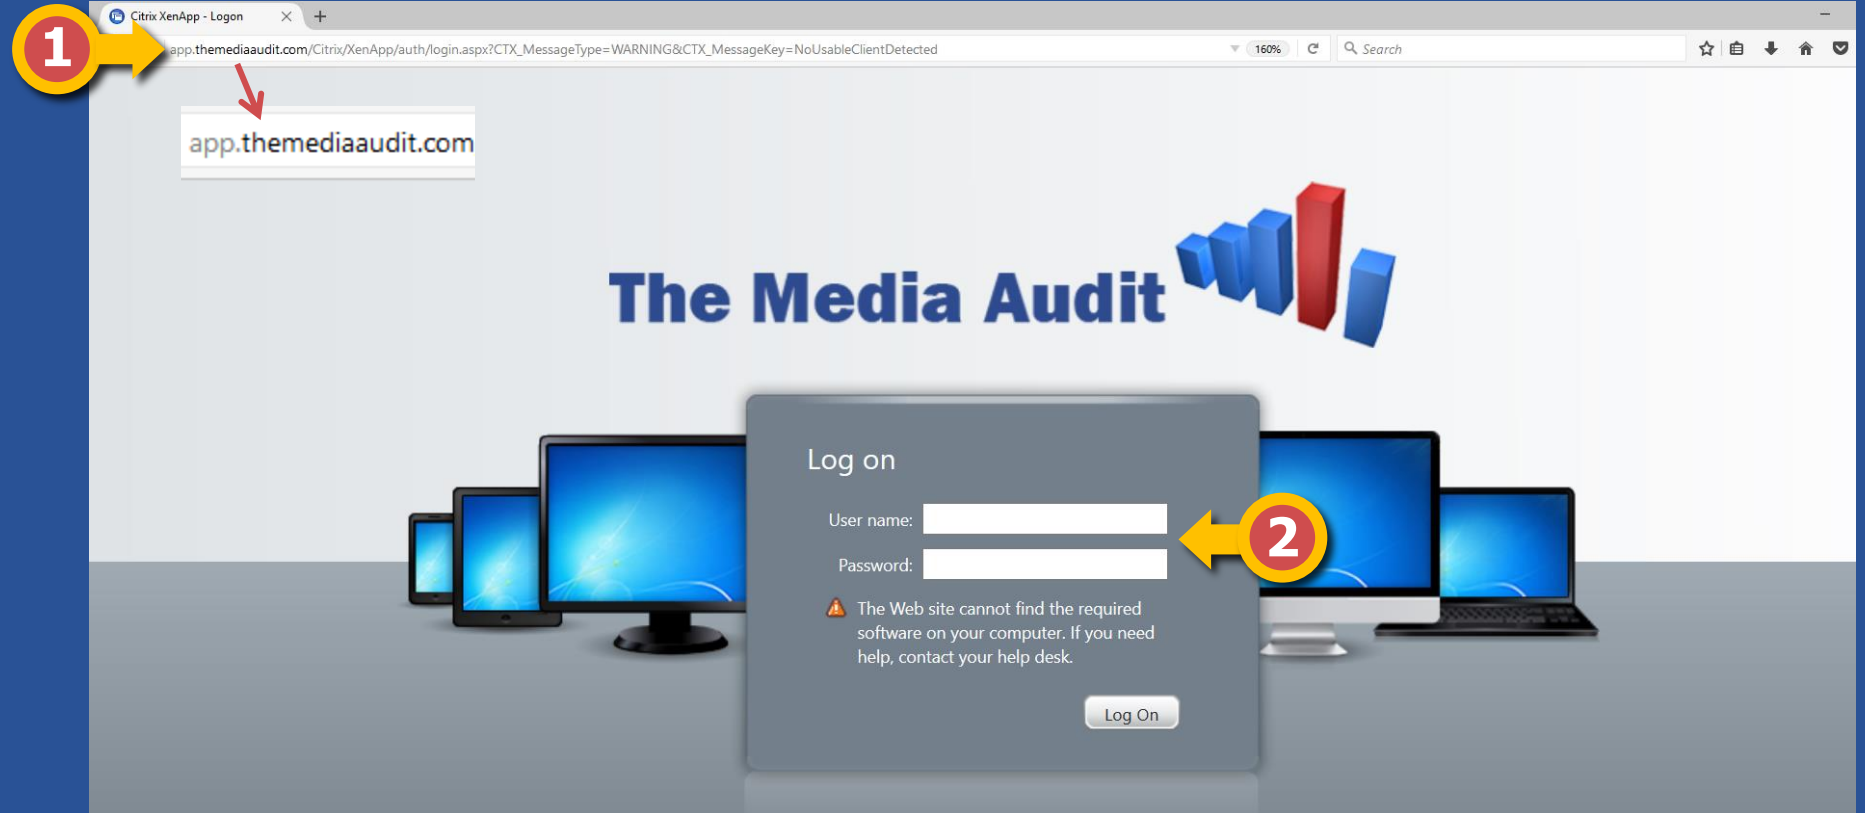 Citrix XenApp - Logon
1
app.themediaaudit.com/Citrix/XenApp/auth/login.aspx?CTX_MessageType=WARNING&CTX_MessageKey=NoUsableClientDetected
160%
Search
app.themediaaudit.com
The Media Audit
Log on
User name:
2
Password:
The Web site cannot find the required
software on your computer. If you need
help, contact your help desk.
Log On